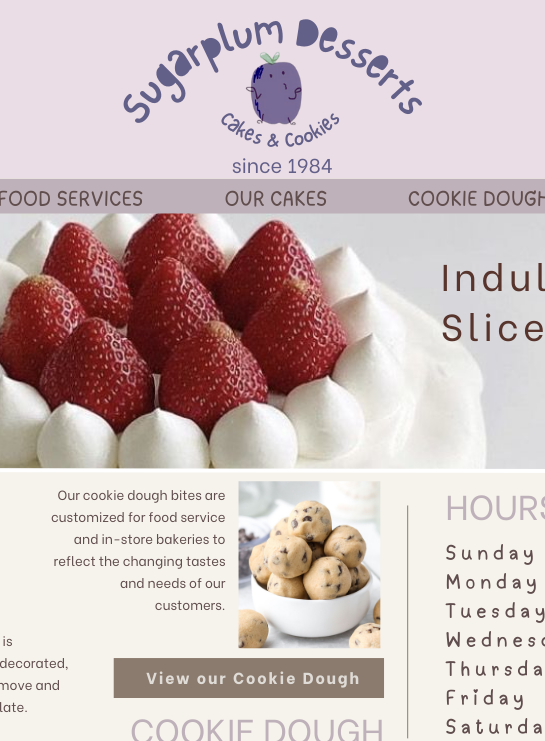 Sugarplum Desserts
Cakes & Cookies
since 1984
FOOD SERVICES
OUR CAKES
COOKIE DOUGH
Indul
Slice
Our cookie dough bites are
customized for food service
and in-store bakeries to
reflect the changing tastes
and needs of our
customers.
is
decorated,
move and
late.
View our Cookie Dough
COOKIE DOUGH
HOURS
Sunday
Monday
Tuesday
Wednesd
Thursda
Friday
Saturda